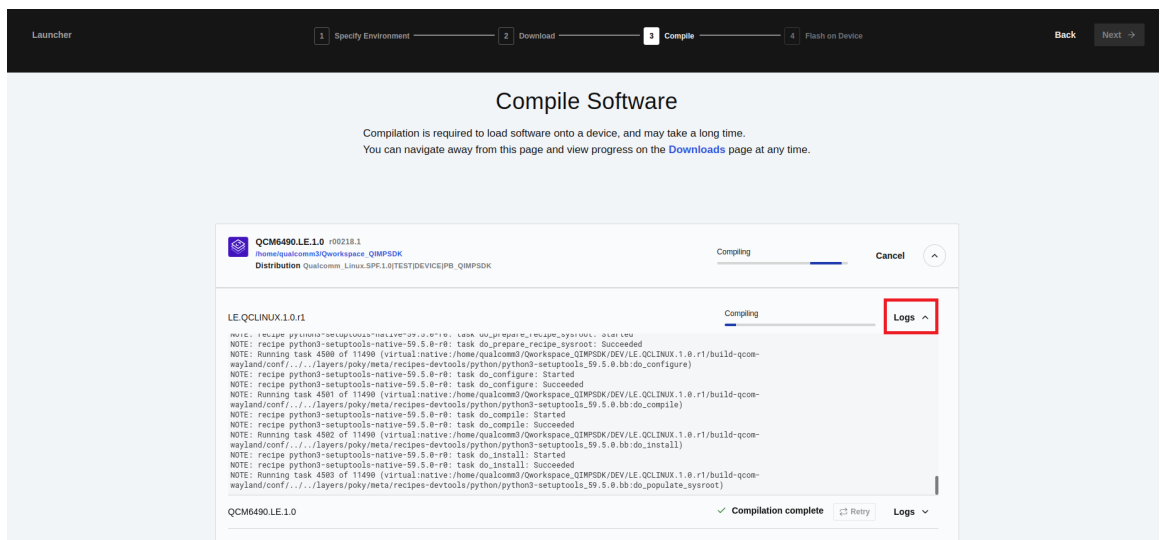 Launcher
1 Specify Environment
2 Download
3 Compile
4 Flash on Device
Back
Next →
Compile Software
Compilation is required to load software onto a device, and may take a long time.
You can navigate away from this page and view progress on the Downloads page at any time.
QCM6490.LE.1.0 r00218.1
/home/qualcomm3/Qworkspace_QIMPSDK
Distribution Qualcomm_Linux.SPF.1.0|TEST|DEVICE|PB_QIMPSDK
Compiling
Cancel
LE.QCLINUX.1.0.r1
Compiling
Logs
NOTE: recipe python3-setuptools-native-59.5.0-r0: task do_prepare_recipe_sysroot: Started
NOTE: recipe python3-setuptools-native-59.5.0-r0: task do_prepare_recipe_sysroot: Succeeded
NOTE: Running task 4500 of 11490 (virtual:native:/home/qualcomm3/Qworkspace_QIMPSDK/DEV/LE.QCLINUX.1.0.r1/build-qcom-
wayland/conf/../../layers/poky/meta/recipes-devtools/python/python3-setuptools_59.5.0.bb:do_configure)
NOTE: recipe python3-setuptools-native-59.5.0-r0: task do_configure: Started
NOTE: recipe python3-setuptools-native-59.5.0-r0: task do_configure: Succeeded
NOTE: Running task 4501 of 11490 (virtual:native:/home/qualcomm3/Qworkspace_QIMPSDK/DEV/LE.QCLINUX.1.0.r1/build-qcom-
wayland/conf/../../layers/poky/meta/recipes-devtools/python/python3-setuptools_59.5.0.bb:do_compile)
NOTE: recipe python3-setuptools-native-59.5.0-r0: task do_compile: Started
NOTE: recipe python3-setuptools-native-59.5.0-r0: task do_compile: Succeeded
NOTE: Running task 4502 of 11490 (virtual:native:/home/qualcomm3/Qworkspace_QIMPSDK/DEV/LE.QCLINUX.1.0.r1/build-qcom-
wayland/conf/../../layers/poky/meta/recipes-devtools/python/python3-setuptools_59.5.0.bb:do_install)
NOTE: recipe python3-setuptools-native-59.5.0-r0: task do_install: Started
NOTE: recipe python3-setuptools-native-59.5.0-r0: task do_install: Succeeded
NOTE: Running task 4503 of 11490 (virtual:native:/home/qualcomm3/Qworkspace_QIMPSDK/DEV/LE.QCLINUX.1.0.r1/build-qcom-
wayland/conf/../../layers/poky/meta/recipes-devtools/python/python3-setuptools_59.5.0.bb:do_populate_sysroot)
QCM6490.LE.1.0
Compilation complete
Retry
Logs